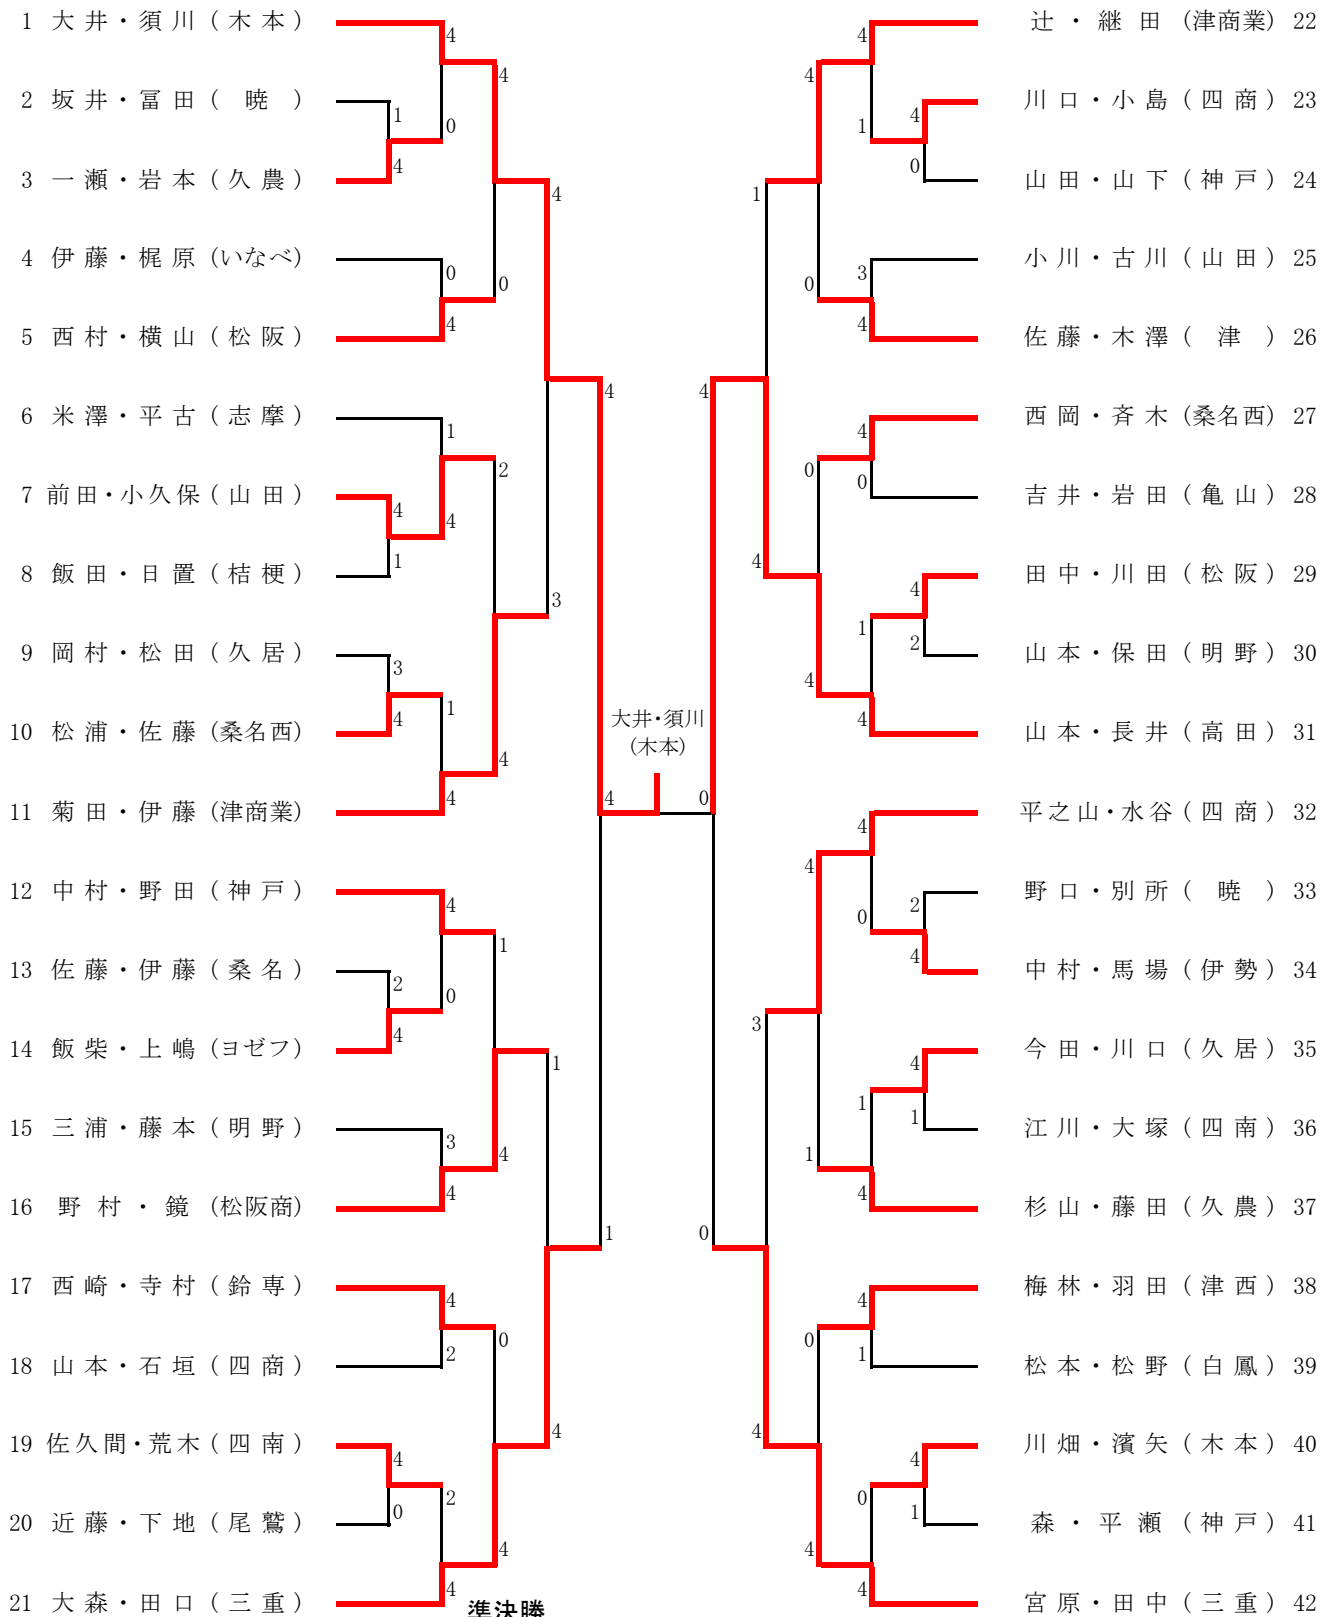 1 大井・須川 (木本)
2 坂井・冨田 (暁)
3 一瀬・岩本 (久農)
4 伊藤・梶原 (いなべ)
5 西村・横山 (松阪)
6 米澤・平古 (志摩)
7 前田・小久保 (山田)
8 飯田・日置 (桔梗)
9 岡村・松田 (久居)
10 松浦・佐藤 (桑名西)
11 菊田・伊藤 (津商業)
12 中村・野田 (神戸)
13 佐藤・伊藤 (桑名)
14 飯柴・上嶋 (ヨゼフ)
15 三浦・藤本 (明野)
16 野村・鏡 (松阪商)
17 西崎・寺村 (鈴専)
18 山本・石垣 (四商)
19 佐久間・荒木 (四南)
20 近藤・下地 (尾鷲)
21 大森・田口 (三重)
4
1
4
0
4
0
4
0
4
1
4
1
4
2
3
4
1
4
4
3
4
4
2
4
0
1
3
4
4
1
4
2
0
4
0
2
4
4
4
1
4
1
大井・須川
(木本)
4
0
準決勝
4
4
0
1
4
3
4
0
1
4
4
0
0
4
2
1
4
4
4
4
2
4
0
4
4
1
1
4
1
3
0
4
1
0
4
1
0
4
4
4
辻・継田 (津商業) 22
川口・小島 (四商) 23
山田・山下 (神戸) 24
小川・古川 (山田) 25
佐藤・木澤 (津) 26
西岡・斉木 (桑名西) 27
吉井・岩田 (亀山) 28
田中・川田 (松阪) 29
山本・保田 (明野) 30
山本・長井 (高田) 31
平之山・水谷 (四商) 32
野口・別所 (暁) 33
中村・馬場 (伊勢) 34
今田・川口 (久居) 35
江川・大塚 (四南) 36
杉山・藤田 (久農) 37
梅林・羽田 (津西) 38
松本・松野 (白鳳) 39
川畑・濱矢 (木本) 40
森・平瀬 (神戸) 41
宮原・田中 (三重) 42